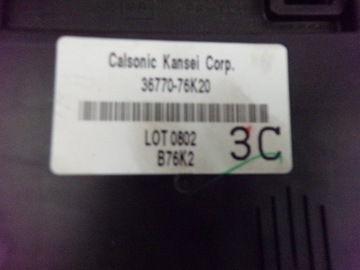 Calsonic Kansei Corp.
36770-76K20
LOT 0802
B76K2
3C